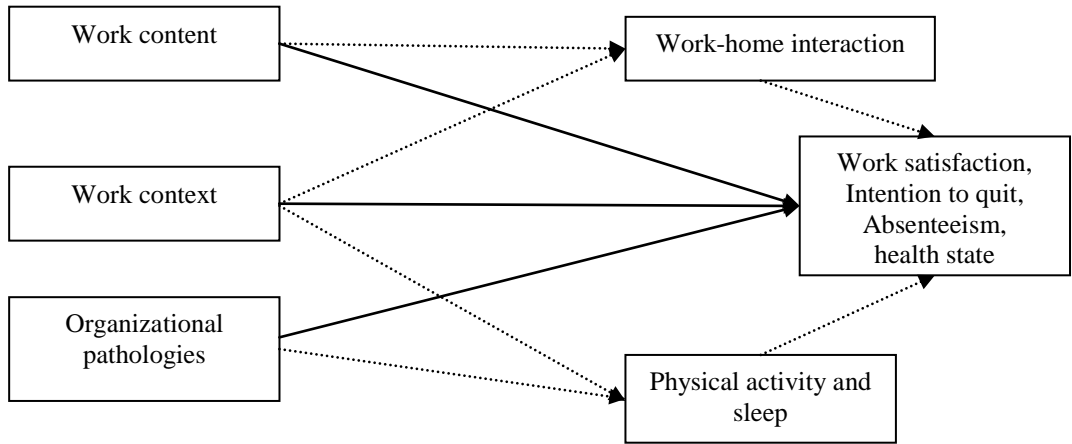 Work content
Work-home interaction
Work context
Work satisfaction,
Intention to quit,
Absenteeism,
health state
Organizational
pathologies
Physical activity and
sleep